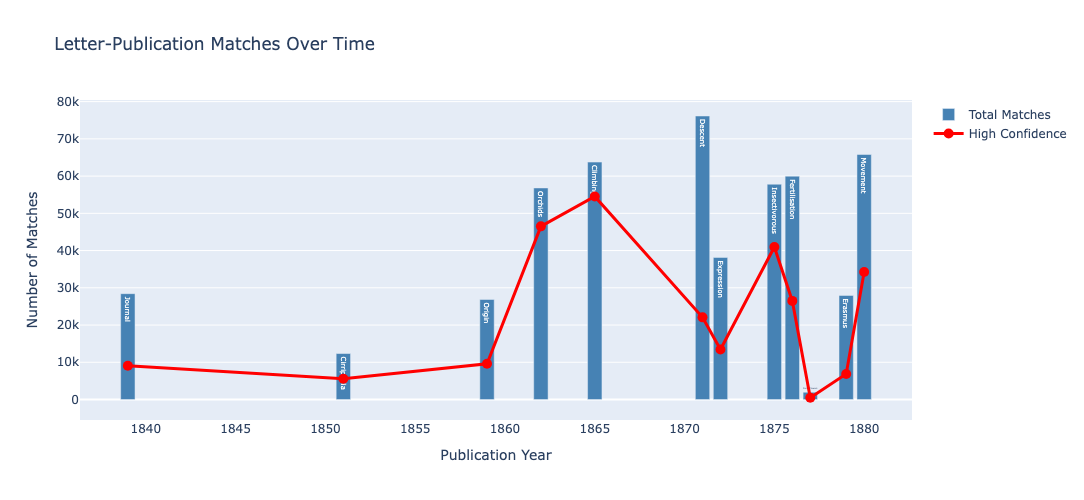 Letter-Publication Matches Over Time
Total Matches
High Confidence
Number of Matches
80k
70k
60k
50k
40k
30k
20k
10k
0
Journal
Origin
Orchids
Descent
Expression
Insectivorous
Fertilisation
Erasmus
Movement
1840
1845
1850
1855
1860
1865
1870
1875
1880
Publication Year